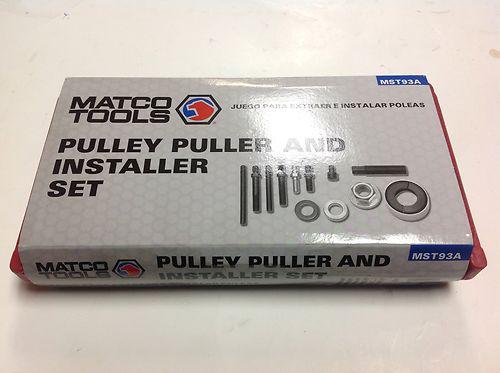 MST93A
MATCO
TOOLS
JUEGO PARA EXTRAER E INSTALAR POLEAS
PULLEY PULLER AND
INSTALLER
SET
MATCO
TOOLS
PULLEY PULLER AND
INSTALLER SET
MST93A